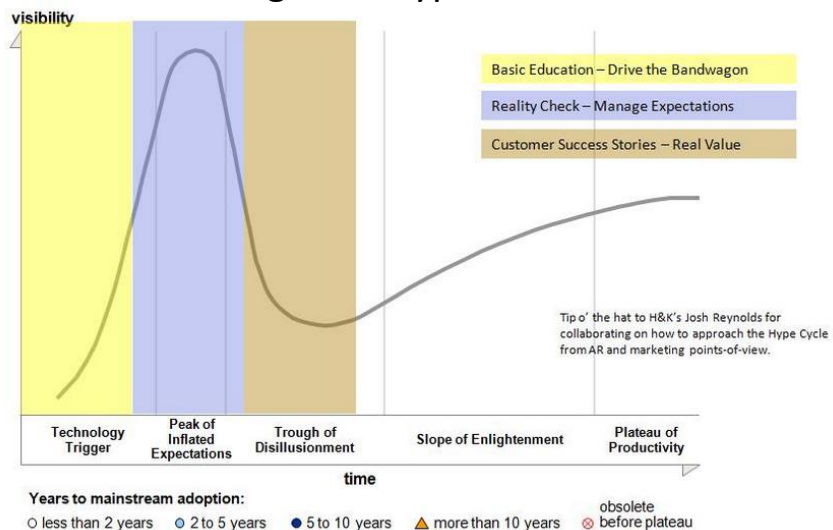 visibility
Basic Education – Drive the Bandwagon
Reality Check – Manage Expectations
Customer Success Stories – Real Value
Tip o' the hat to H&K's Josh Reynolds for
collaborating on how to approach the Hype Cycle
from AR and marketing points-of-view.
Technology
Trigger
Peak of
Inflated
Expectations
Trough of
Disillusionment
Slope of Enlightenment
Plateau of
Productivity
time
Years to mainstream adoption:
less than 2 years
2 to 5 years
5 to 10 years
more than 10 years
obsolete
before plateau